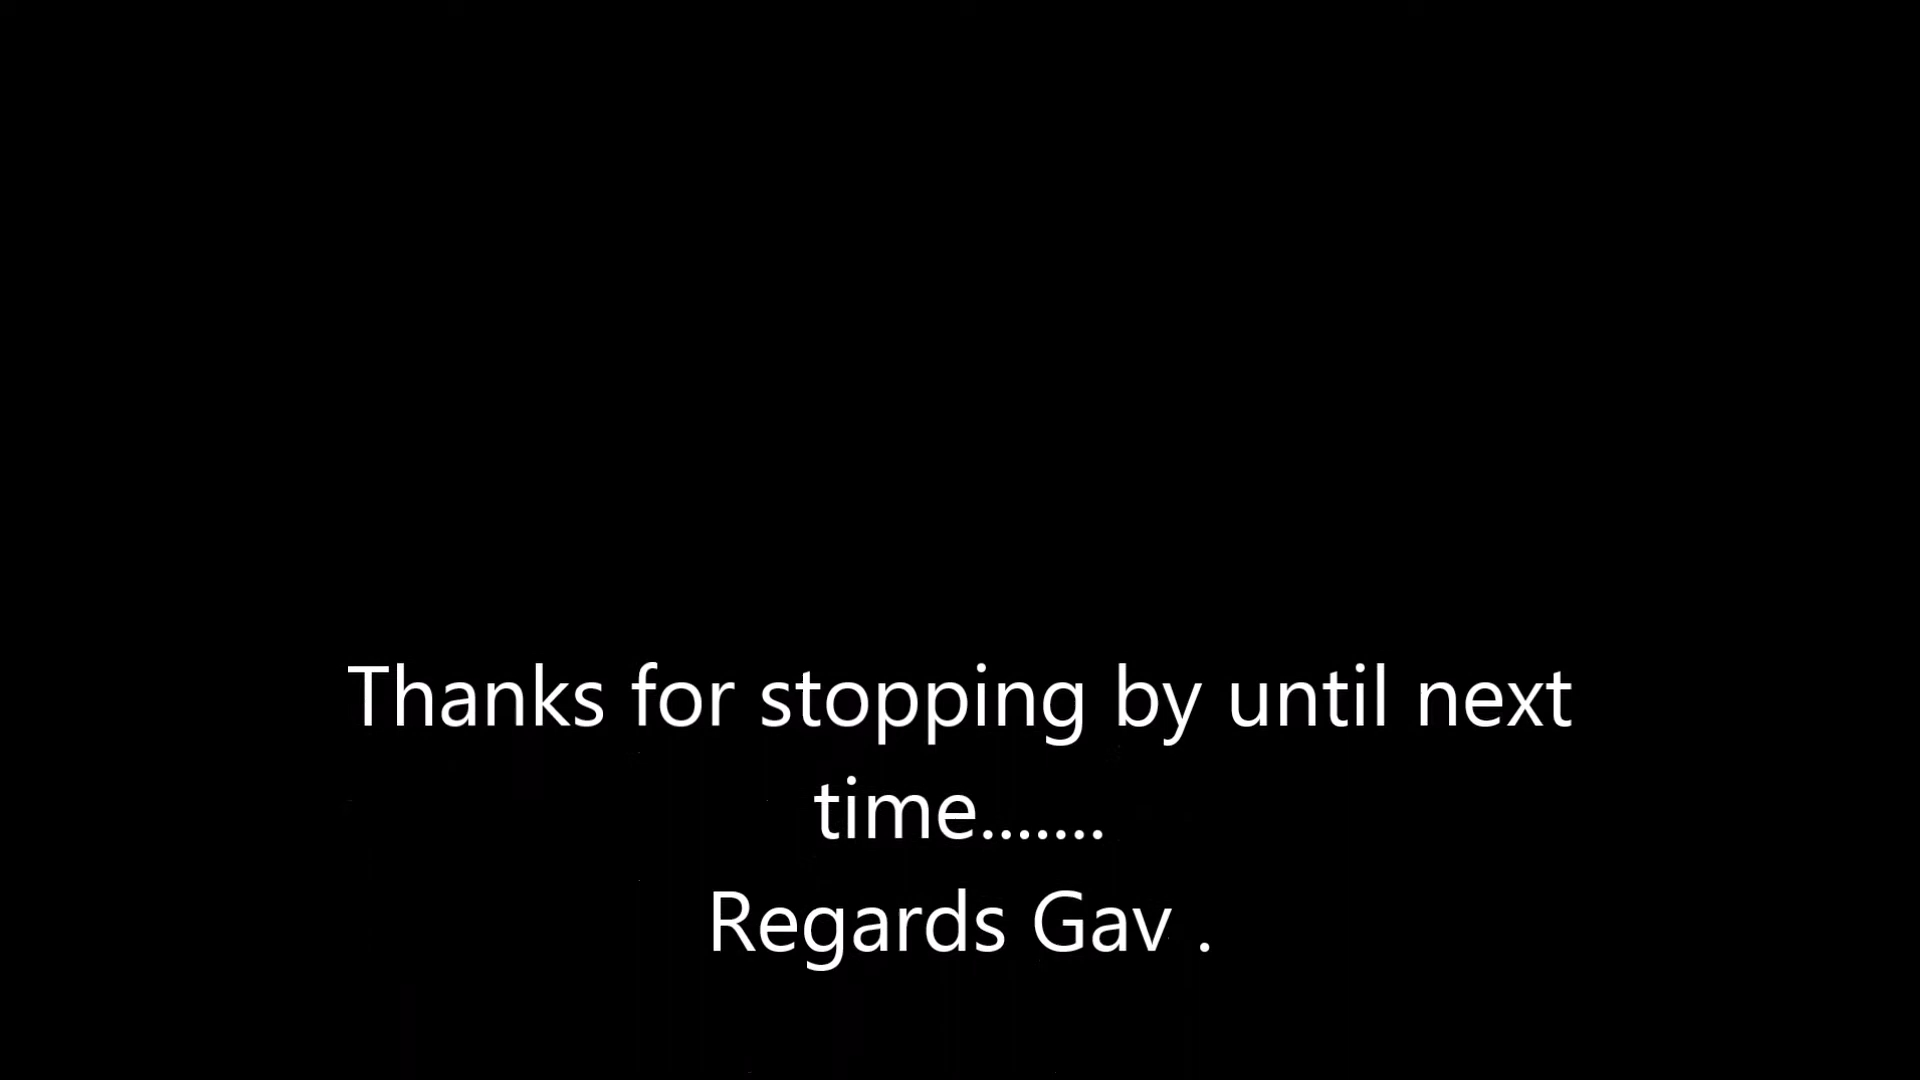 Thanks for stopping by until next
time.......
Regards Gav .